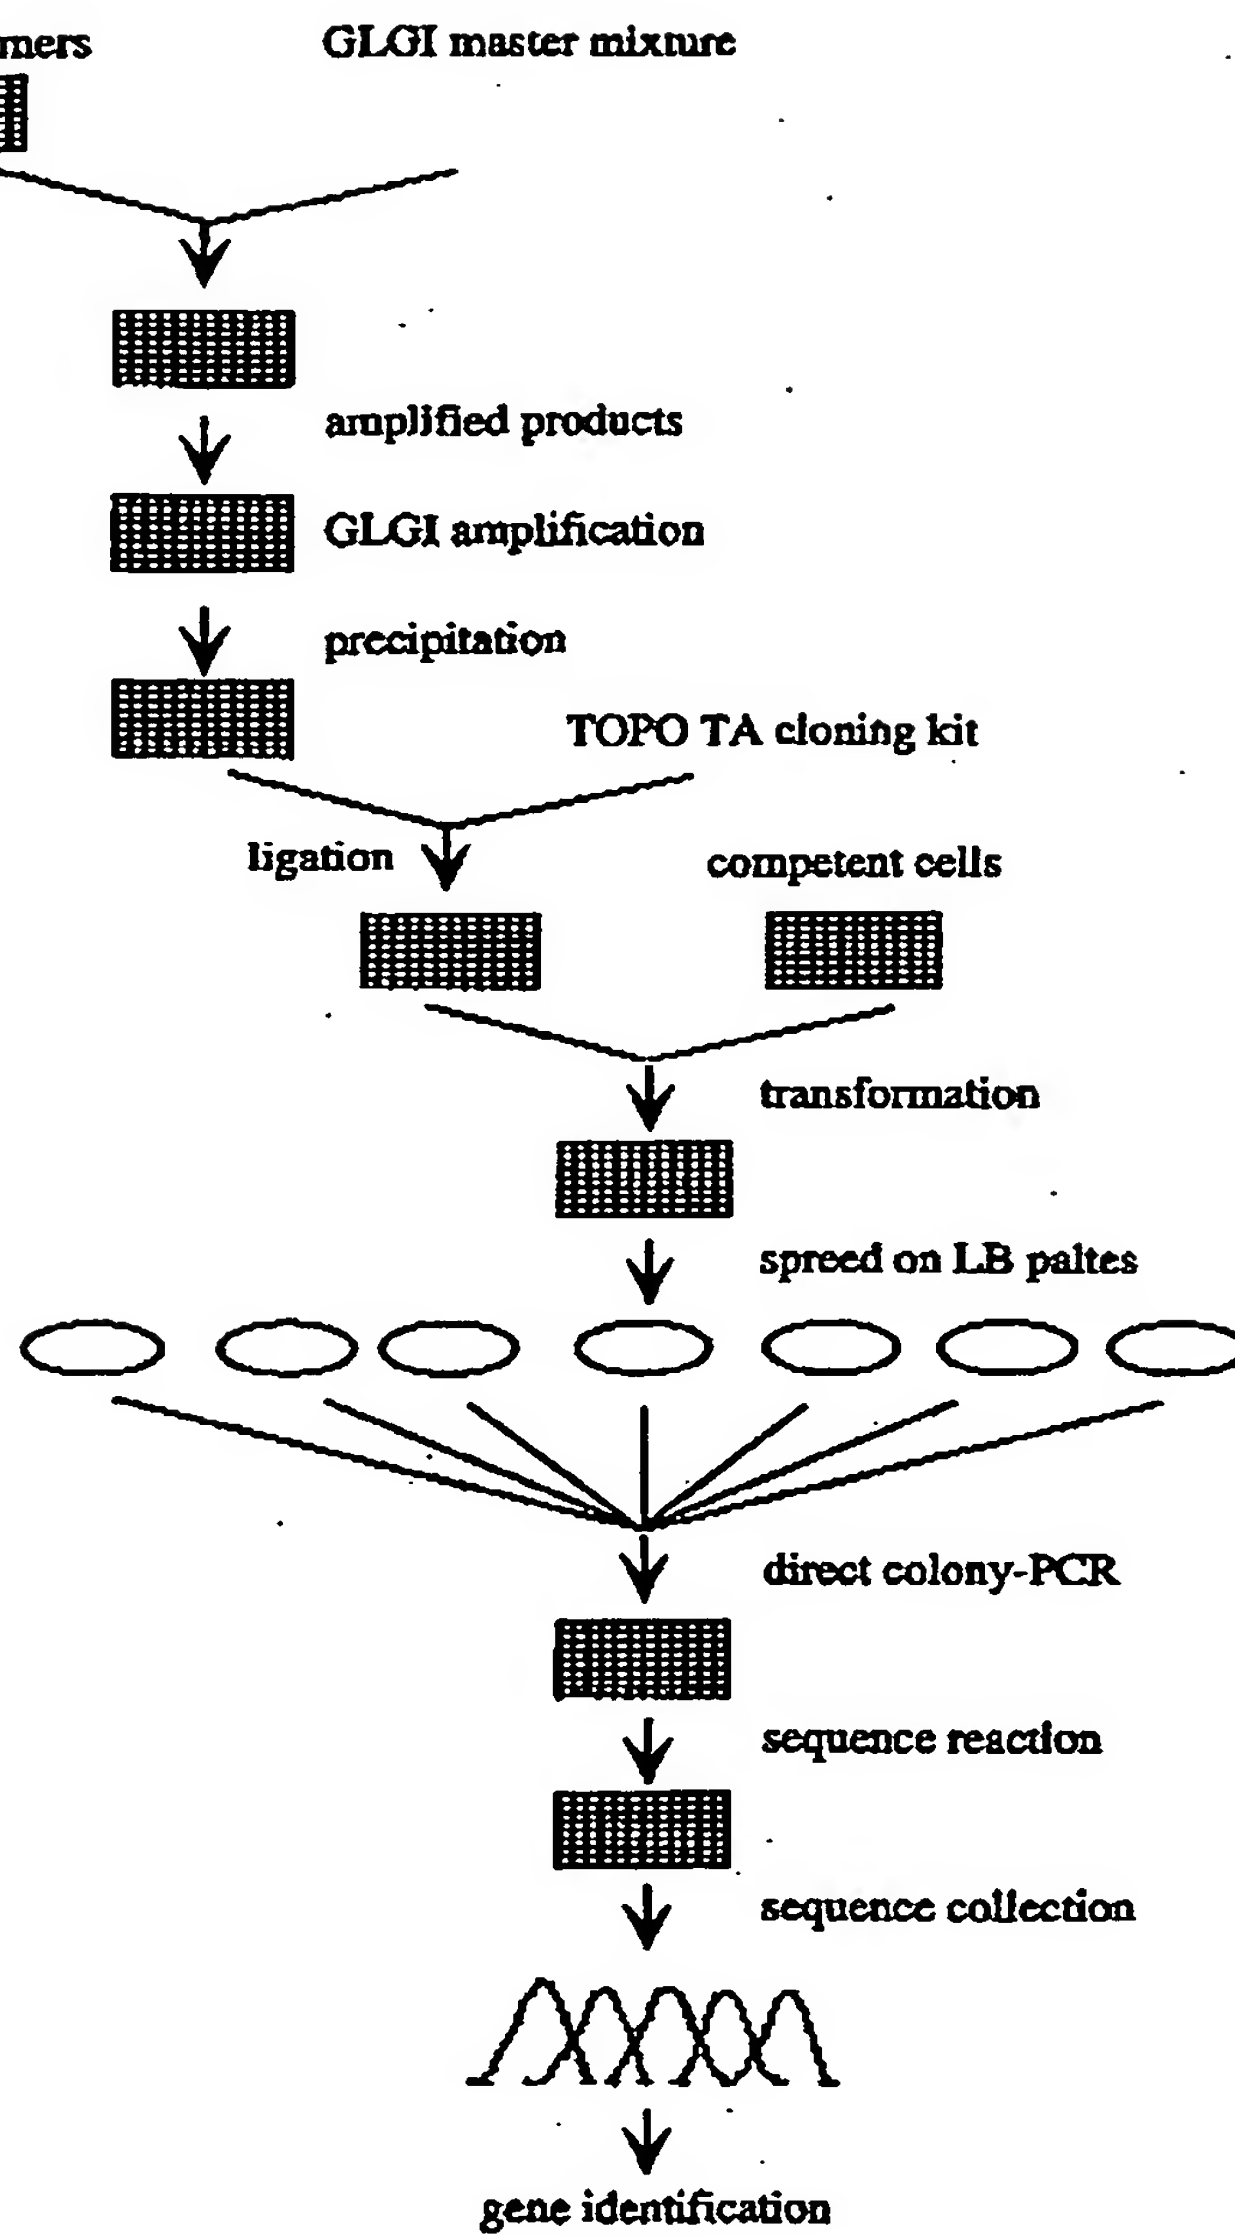 mers
GLGI master mixture
amplified products
GLGI amplification
precipitation
TOPO TA cloning kit
ligation
competent cells
transformation
spreed on LB paltes
direct colony-PCR
sequence reaction
sequence collection
gene identification